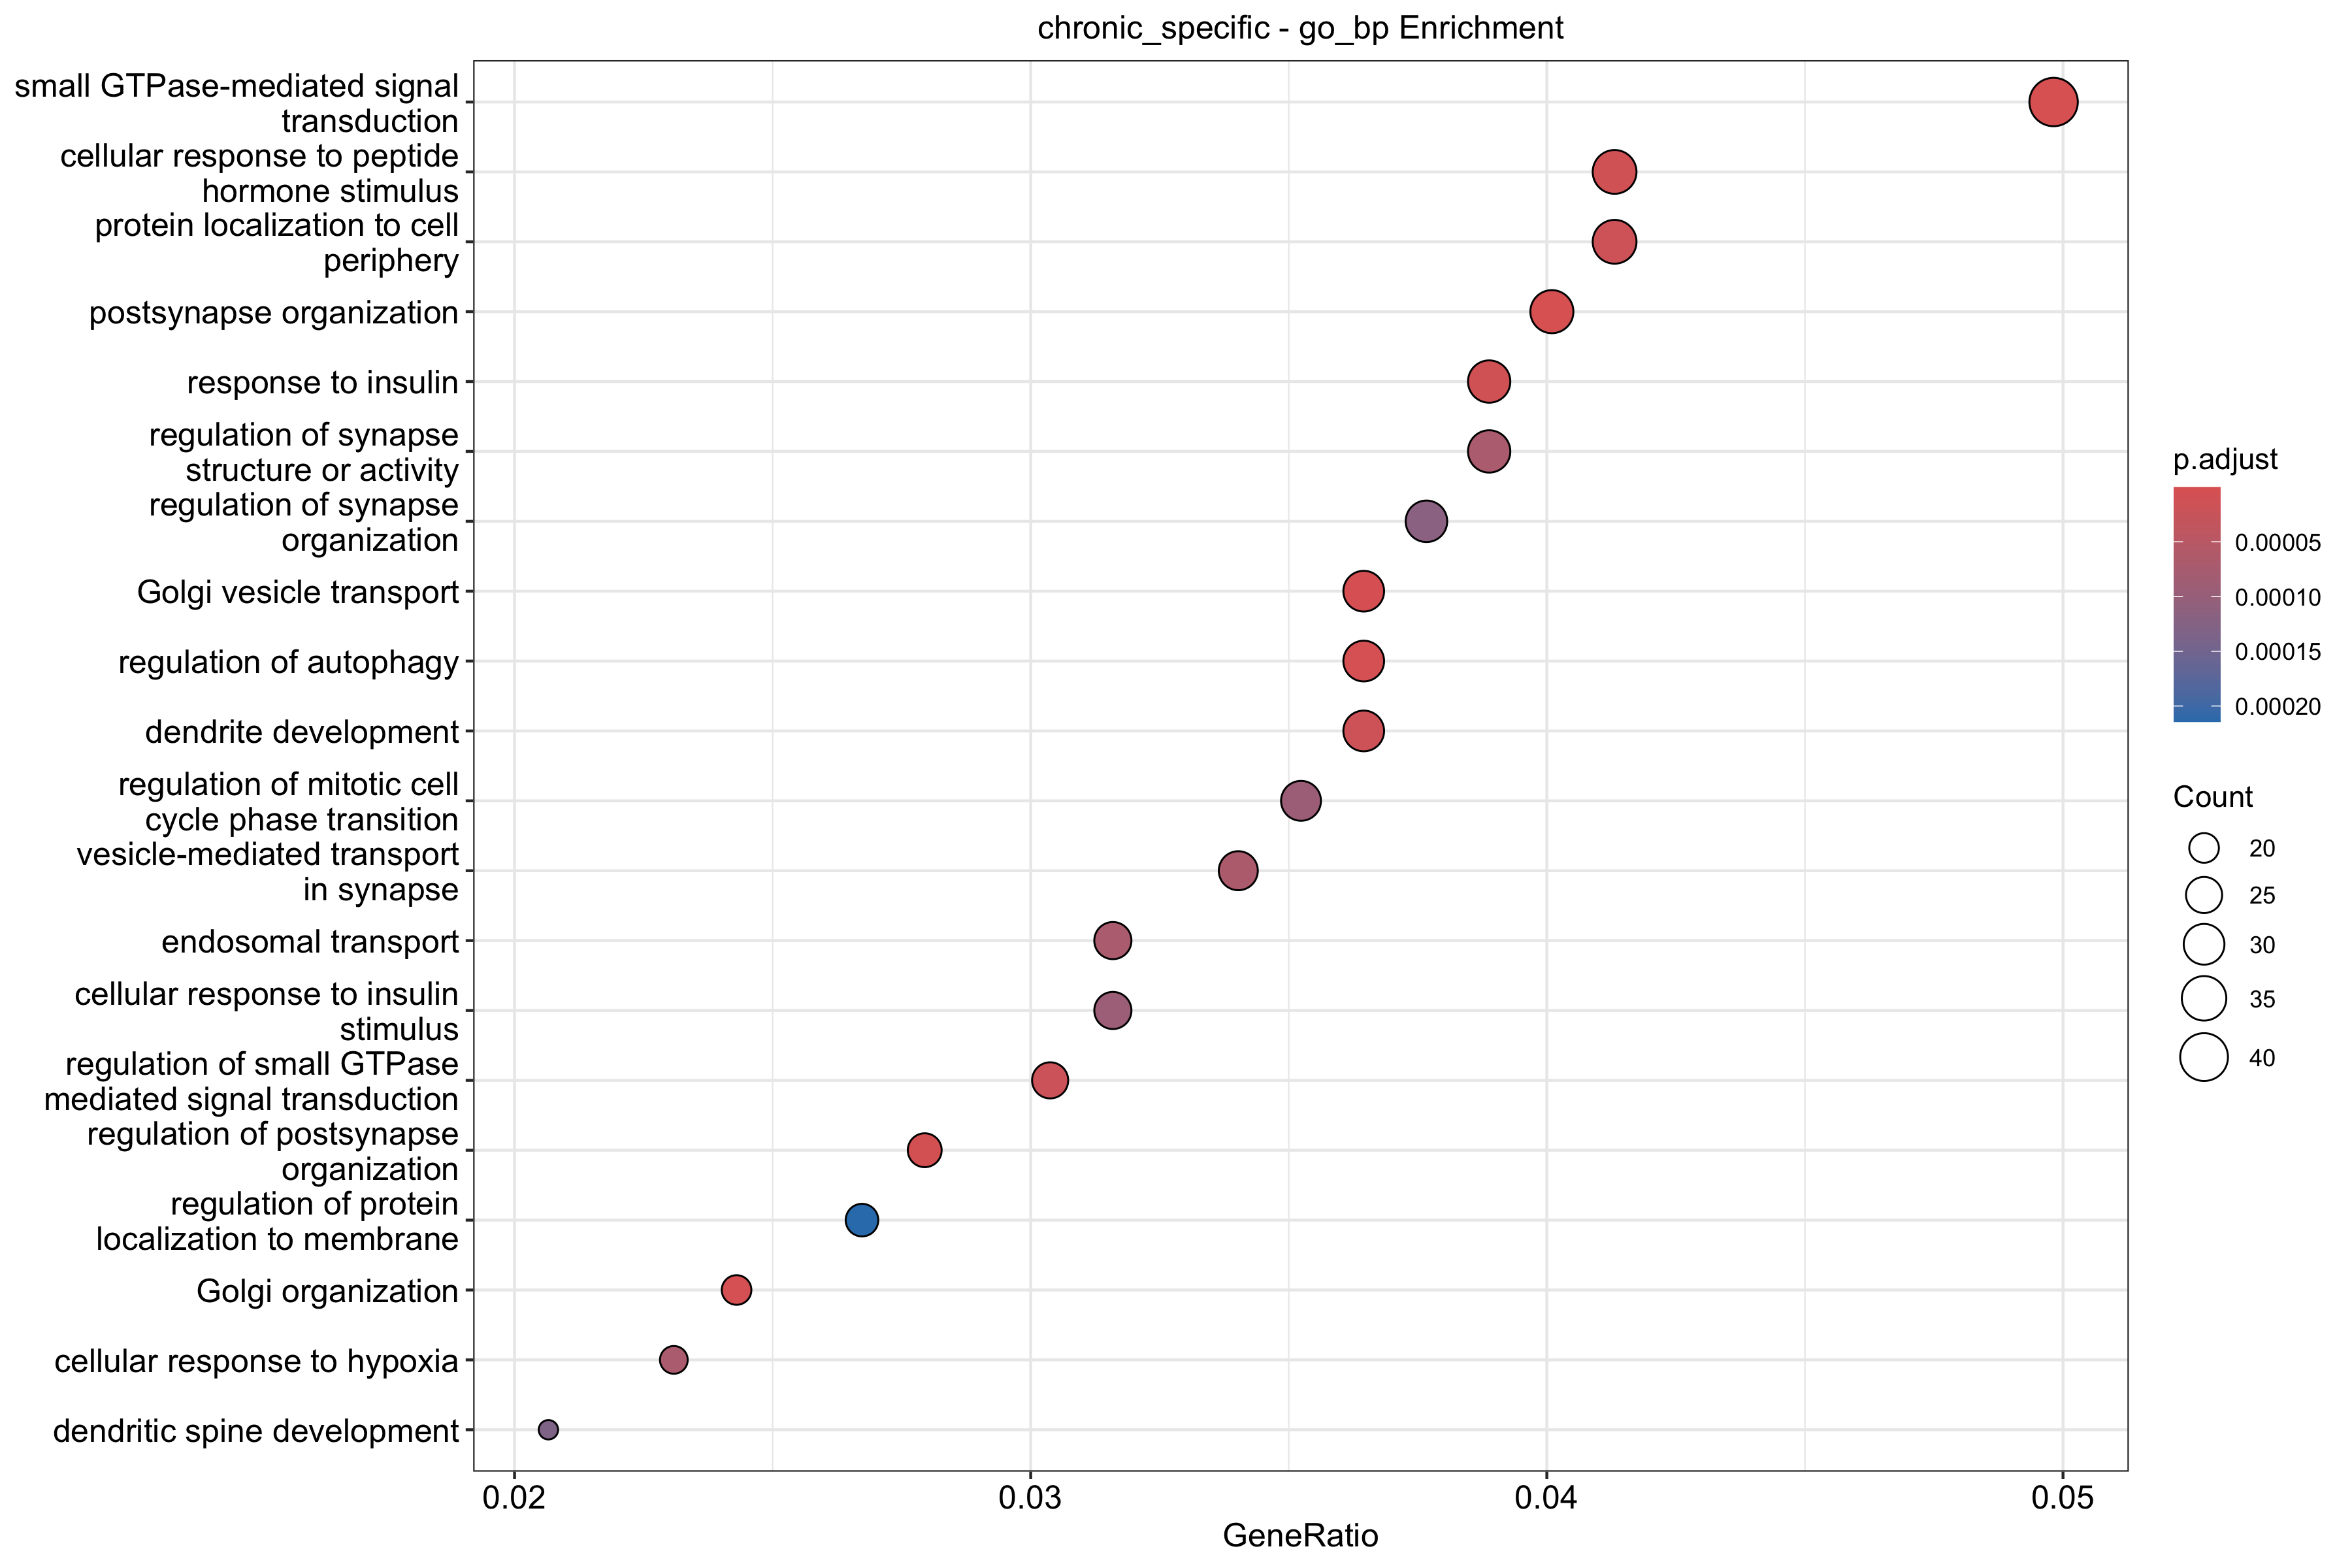 chronic_specific - go_bp Enrichment
small GTPase-mediated signal
transduction
cellular response to peptide
hormone stimulus
protein localization to cell
periphery
postsynapse organization
response to insulin
regulation of synapse
structure or activity
regulation of synapse
organization
Golgi vesicle transport
regulation of autophagy
dendrite development
regulation of mitotic cell
cycle phase transition
vesicle-mediated transport
in synapse
endosomal transport
cellular response to insulin
stimulus
regulation of small GTPase
mediated signal transduction
regulation of postsynapse
organization
regulation of protein
localization to membrane
Golgi organization
cellular response to hypoxia
dendritic spine development
0.02
0.03
0.04
0.05
GeneRatio
p.adjust
0.00005
0.00010
0.00015
0.00020
Count
20
25
30
35
40